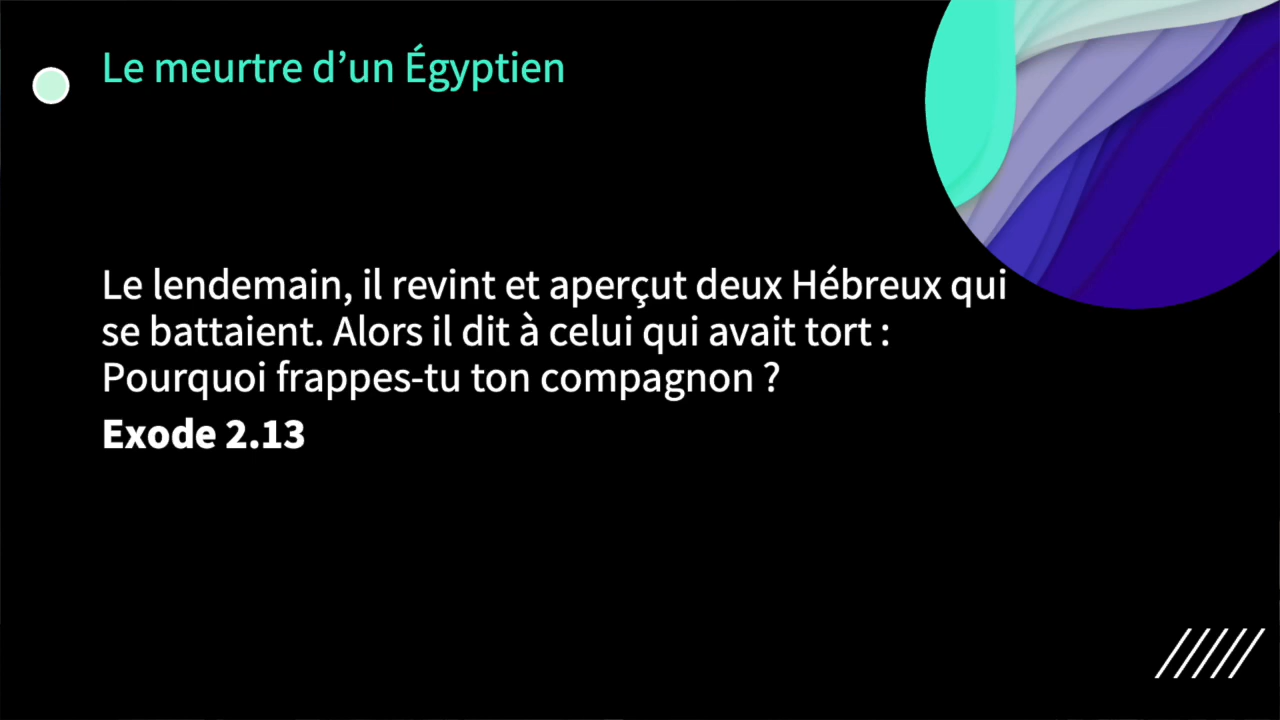 Le meurtre d’un Égyptien
Le lendemain, il revint et aperçut deux Hébreux qui
se battaient. Alors il dit à celui qui avait tort :
Pourquoi frappes-tu ton compagnon ?
Exode 2.13